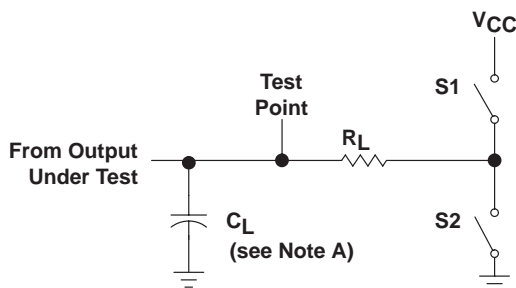 VCC
S1
Test
Point
RL
From Output
Under Test
S2
CL
(see Note A)